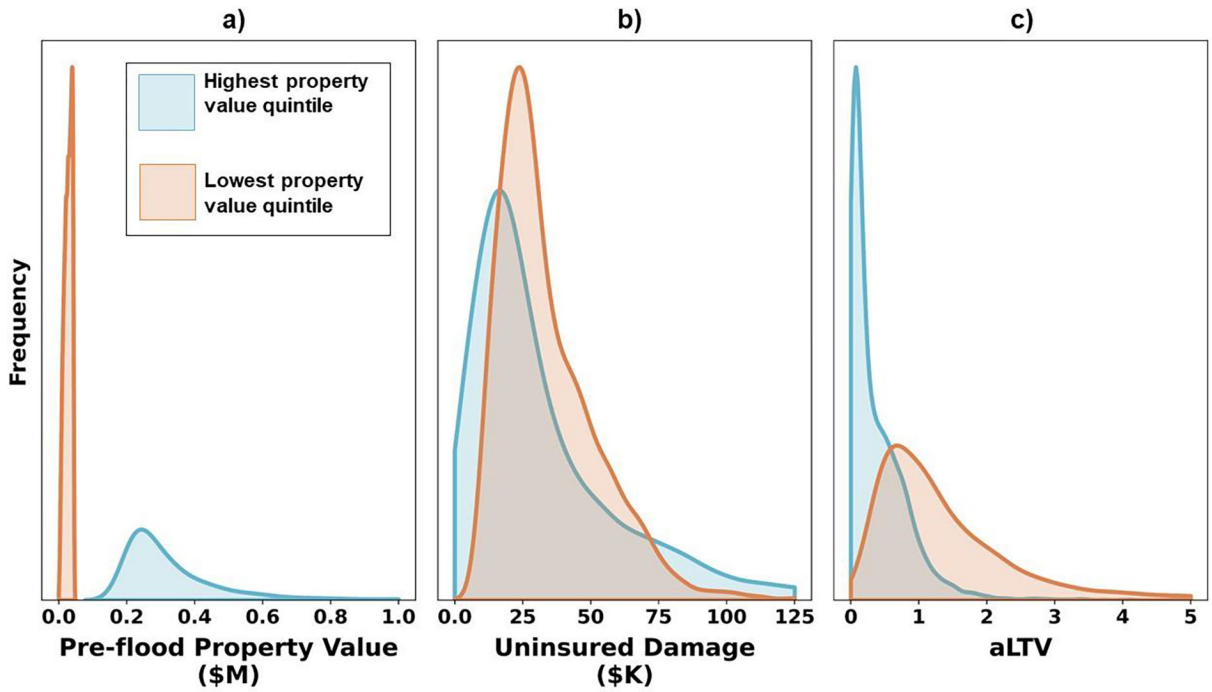 a)
b)
c)
Highest property
value quintile
Lowest property
value quintile
Frequency
0.0 0.2 0.4 0.6 0.8 1.0
Pre-flood Property Value
($M)
0.0 25 50 75 100 125
Uninsured Damage
($K)
0 1 2 3 4 5
aLTV